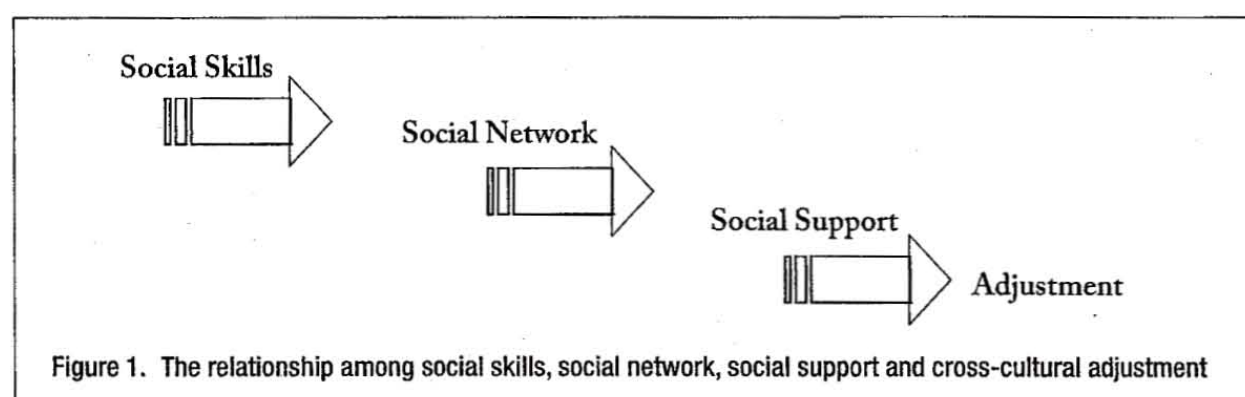 Social Skills
Social Network
Social Support
Adjustment
Figure 1. The relationship among social skills, social network, social support and cross-cultural adjustment